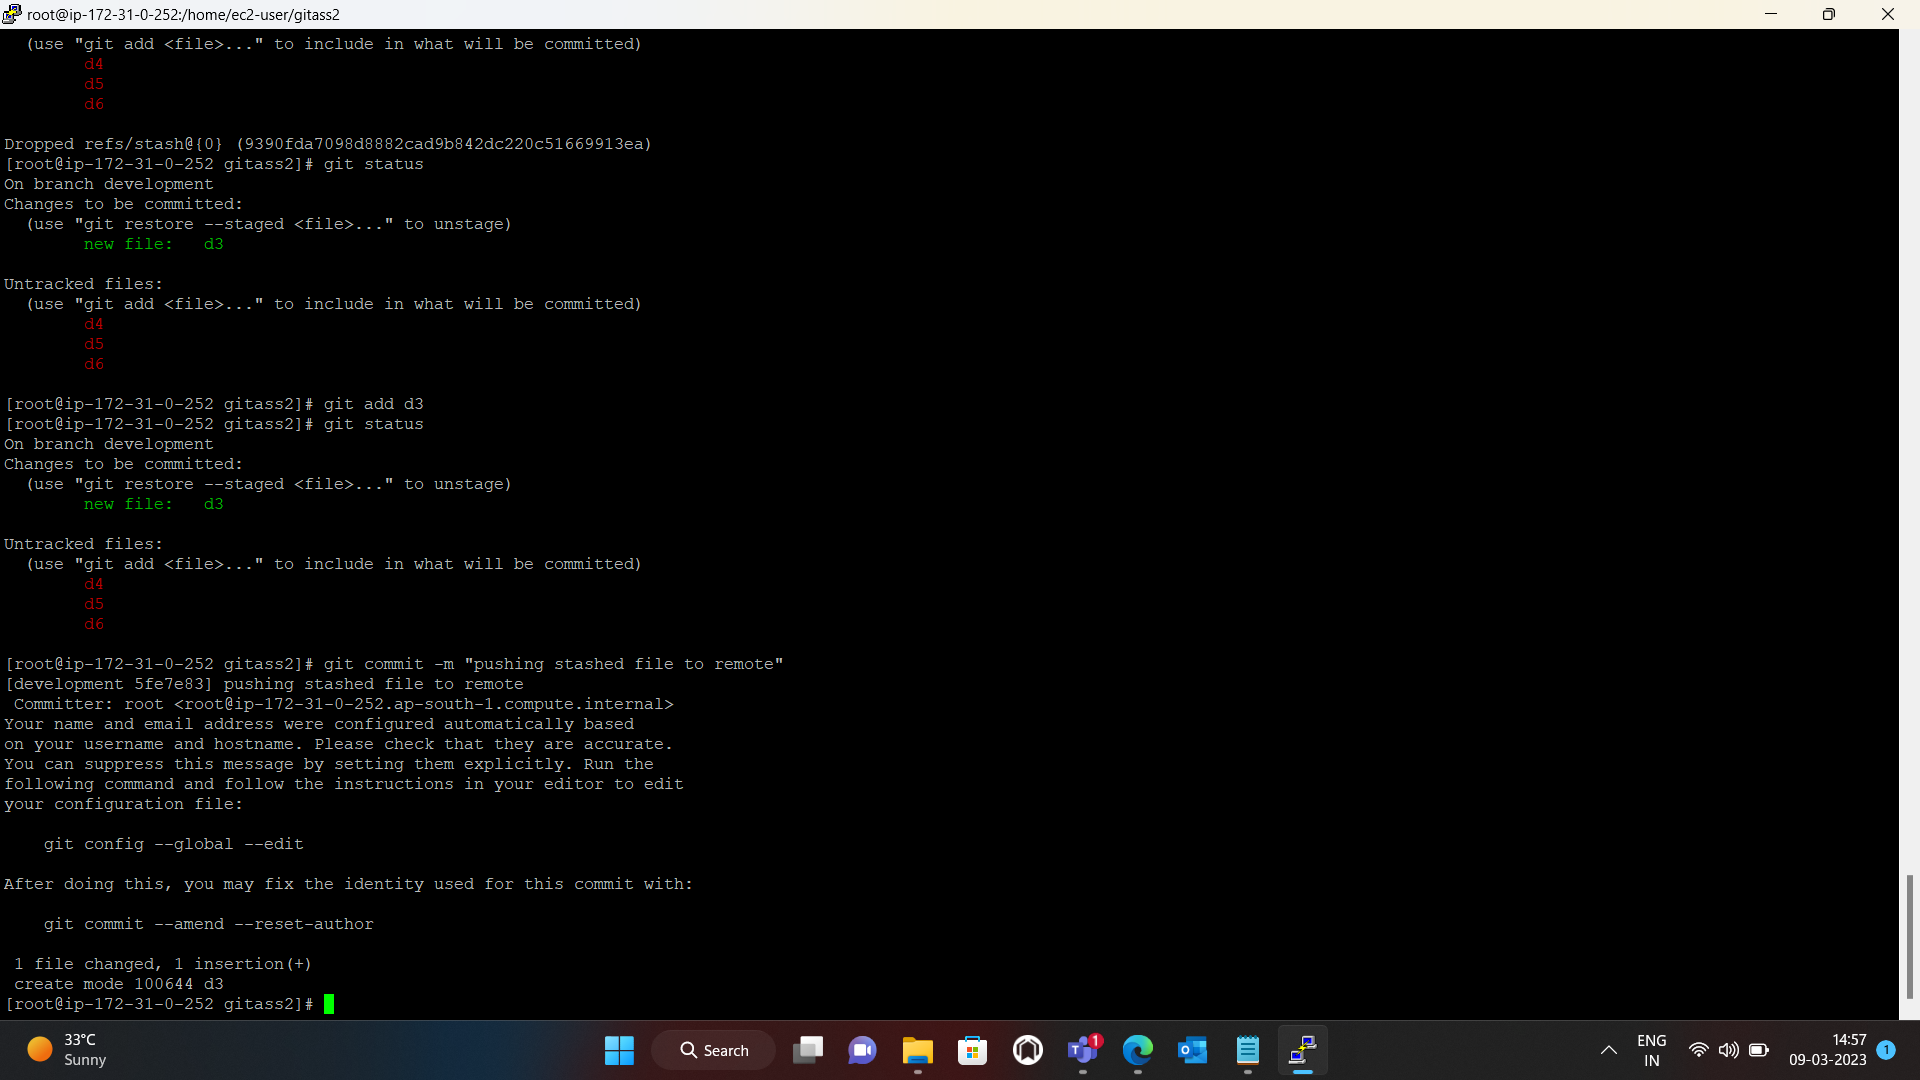 root@ip-172-31-0-252:/home/ec2-user/gitass2
  (use "git add <file>..." to include in what will be committed)
        d4
        d5
        d6
Dropped refs/stash@{0} (9390fda7098d8882cad9b842dc220c51669913ea)
[root@ip-172-31-0-252 gitass2]# git status
On branch development
Changes to be committed:
  (use "git restore --staged <file>..." to unstage)
        new file:   d3
Untracked files:
  (use "git add <file>..." to include in what will be committed)
        d4
        d5
        d6
[root@ip-172-31-0-252 gitass2]# git add d3
[root@ip-172-31-0-252 gitass2]# git status
On branch development
Changes to be committed:
  (use "git restore --staged <file>..." to unstage)
        new file:   d3
Untracked files:
  (use "git add <file>..." to include in what will be committed)
        d4
        d5
        d6
[root@ip-172-31-0-252 gitass2]# git commit -m "pushing stashed file to remote"
[development 5fe7e83] pushing stashed file to remote
 Committer: root <root@ip-172-31-0-252.ap-south-1.compute.internal>
Your name and email address were configured automatically based
on your username and hostname. Please check that they are accurate.
You can suppress this message by setting them explicitly. Run the
following command and follow the instructions in your editor to edit
your configuration file:
    git config --global --edit
After doing this, you may fix the identity used for this commit with:
    git commit --amend --reset-author
 1 file changed, 1 insertion(+)
 create mode 100644 d3
[root@ip-172-31-0-252 gitass2]#
33°C
Sunny
Search
1
ENG
IN
14:57
09-03-2023
1